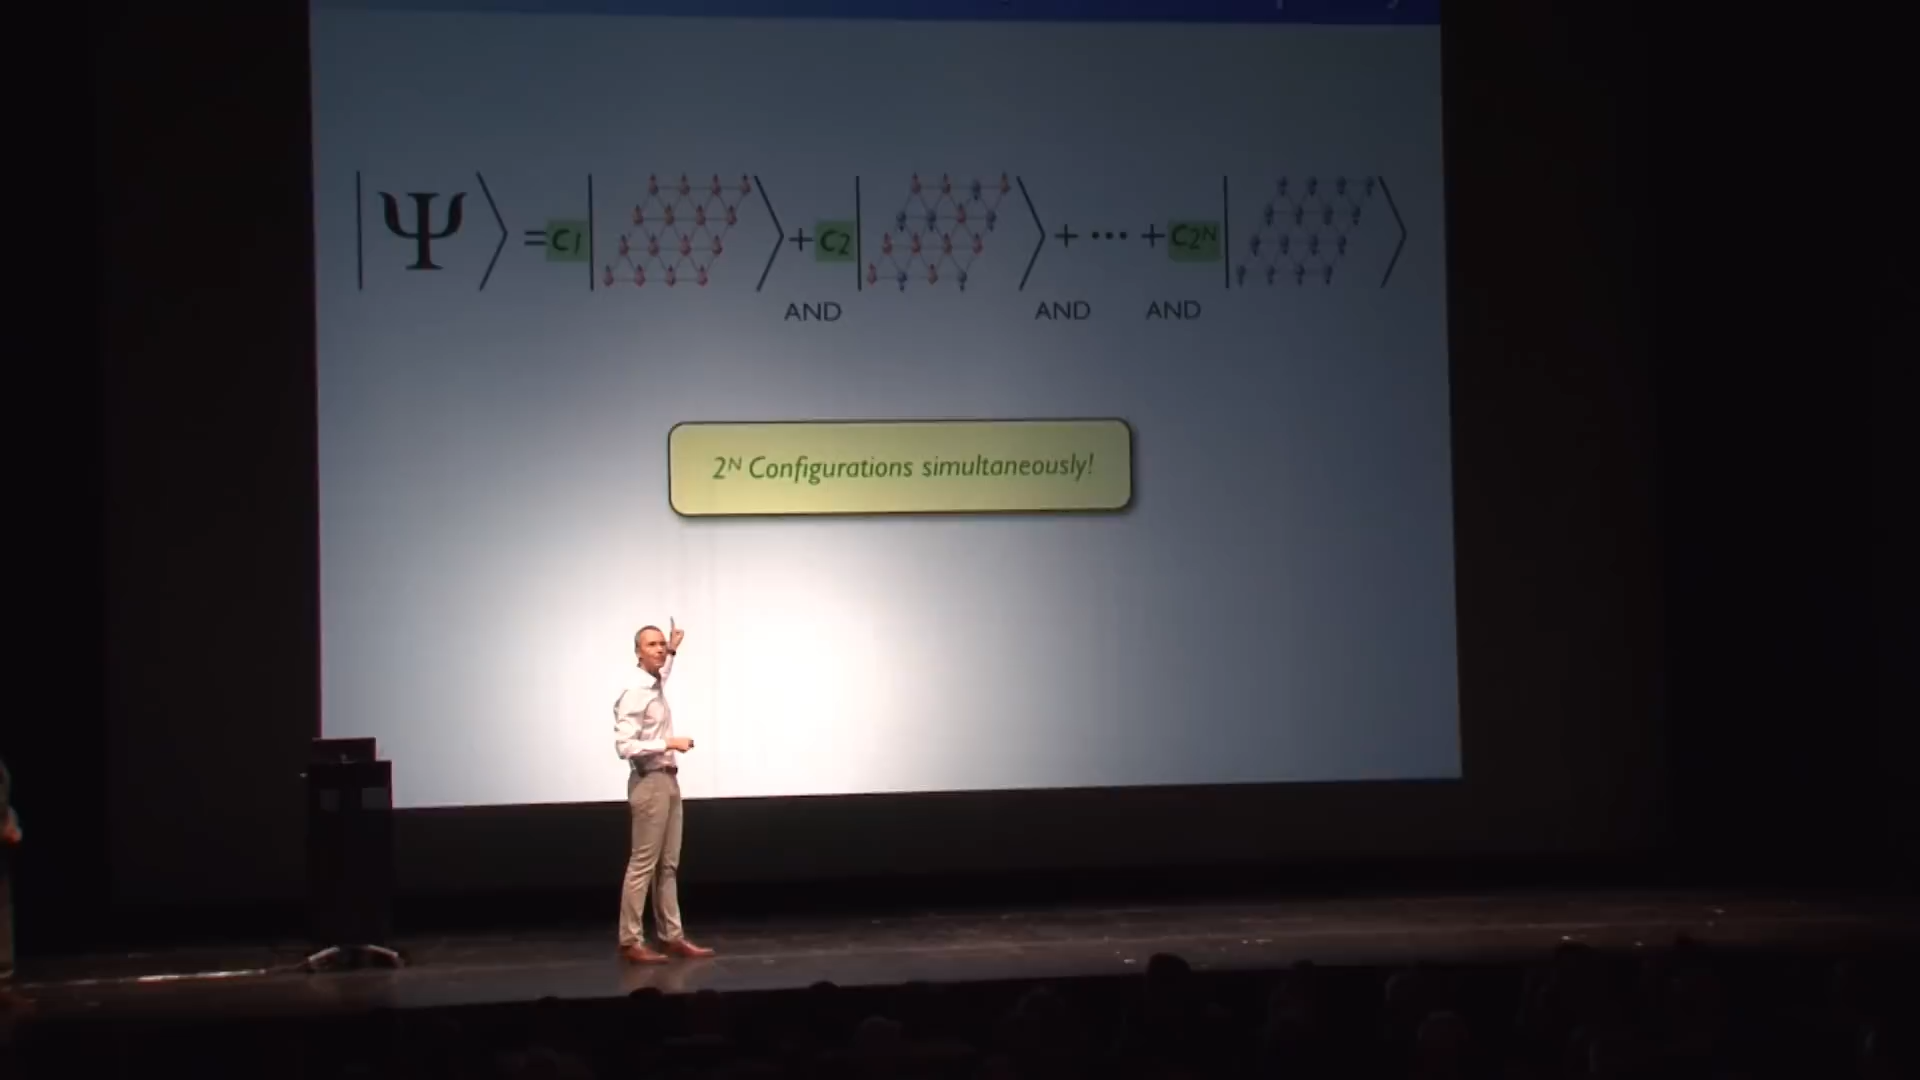 |Ψ⟩ = C1| ⟩ + C2| ⟩ + ... + C2ᴺ| ⟩
AND AND AND
2ᴺ Configurations simultaneously!